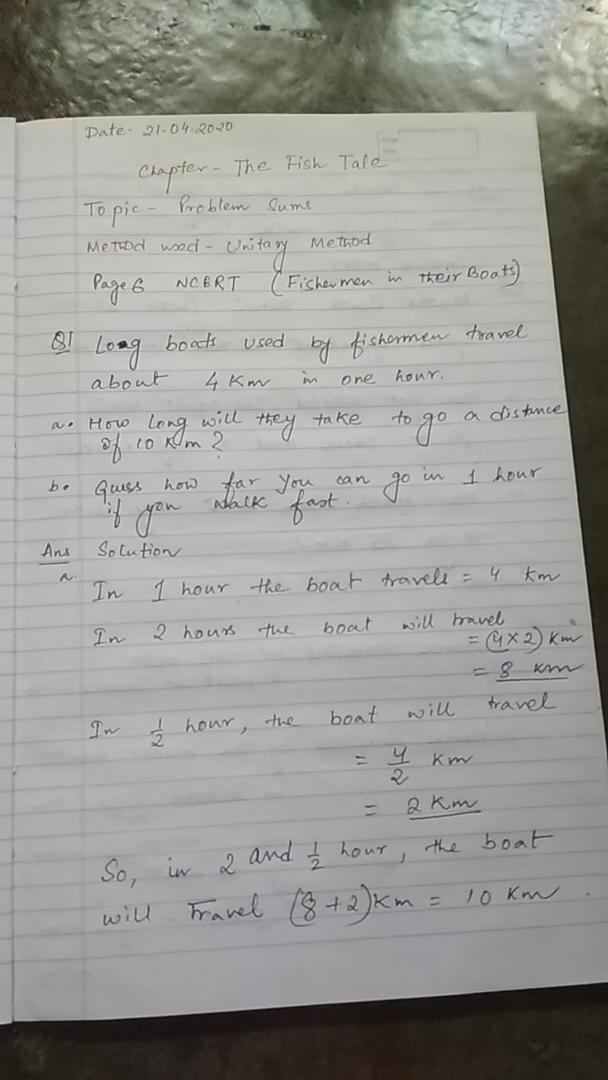 Date- 21.04.2020
Chapter - The Fish Tale
Topic - Problem Sums
Method used - Unitary Method
Page 6 NCERT (Fishermen in their Boats)
Q1 Long boats used by fishermen travel
about 4 Km in one hour.
a. How long will they take to go a distance
of 10 Km?
b. Guess how far you can go in 1 hour
if you walk fast.
Ans Solution
a. In 1 hour the boat travels = 4 Km
In 2 hours the boat will travel
= (4×2) Km
= 8 km
In 1/2 hour, the boat will travel
= 4/2 Km
= 2 Km
So, in 2 and 1/2 hour, the boat
will Travel (8+2)Km = 10 Km.